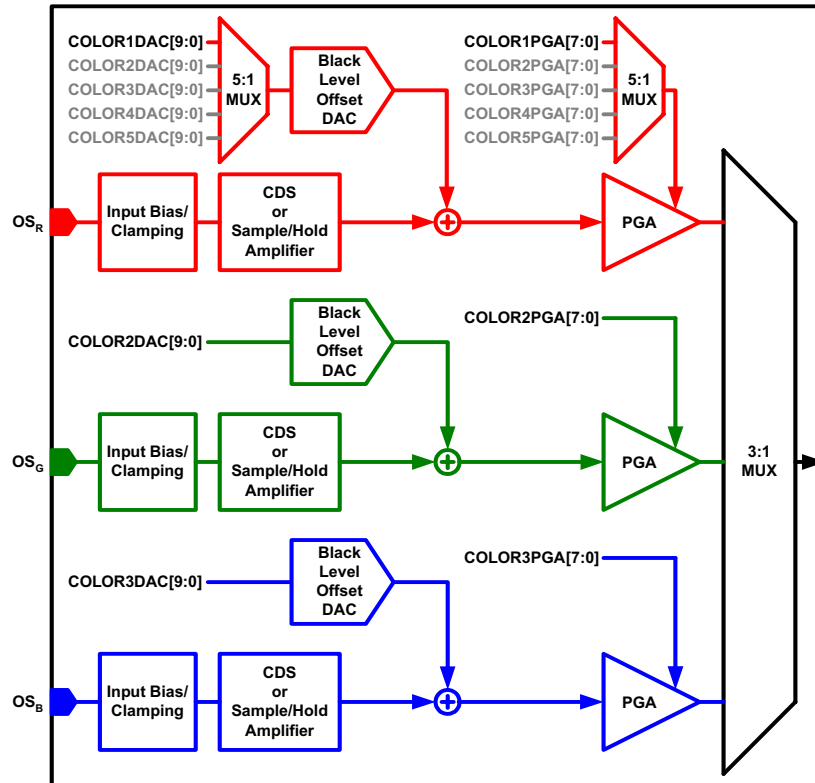 COLOR1DAC[9:0]
COLOR2DAC[9:0]
COLOR3DAC[9:0]
COLOR4DAC[9:0]
COLOR5DAC[9:0]
5:1
MUX
Black
Level
Offset
DAC
COLOR1PGA[7:0]
COLOR2PGA[7:0]
COLOR3PGA[7:0]
COLOR4PGA[7:0]
COLOR5PGA[7:0]
5:1
MUX
OSR
Input Bias/
Clamping
CDS
or
Sample/Hold
Amplifier
PGA
COLOR2DAC[9:0]
Black
Level
Offset
DAC
COLOR2PGA[7:0]
OSG
Input Bias/
Clamping
CDS
or
Sample/Hold
Amplifier
PGA
3:1
MUX
COLOR3DAC[9:0]
Black
Level
Offset
DAC
COLOR3PGA[7:0]
OSB
Input Bias/
Clamping
CDS
or
Sample/Hold
Amplifier
PGA